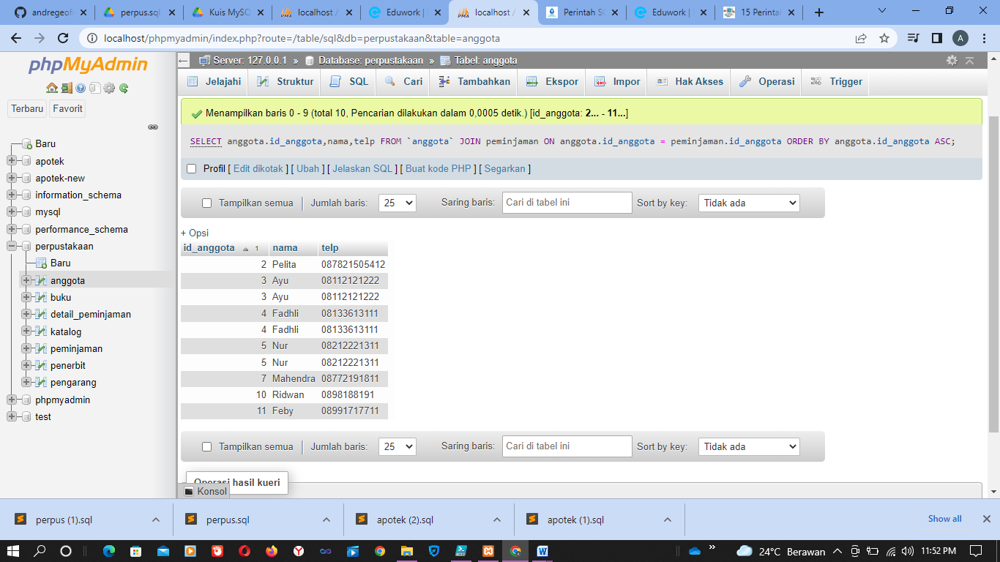 andregeof
perpus.sql
Kuis MySQ
localhost /
Eduwork |
localhost /
Perintah SQ
Eduwork |
15 Perintah
localhost/phpmyadmin/index.php?route=/table/sql&db=perpustakaan&table=anggota
A
phpMyAdmin
Terbaru
Favorit
Baru
apotek
apotek-new
information_schema
mysql
performance_schema
perpustakaan
Baru
anggota
buku
detail_peminjaman
katalog
peminjaman
penerbit
pengarang
phpmyadmin
test
Server: 127.0.0.1 » Database: perpustakaan » Tabel: anggota
Jelajahi Struktur SQL Cari Tambahkan Ekspor Impor Hak Akses Operasi Trigger
Menampilkan baris 0 - 9 (total 10, Pencarian dilakukan dalam 0,0005 detik.) [id_anggota: 2... - 11...]
SELECT anggota.id_anggota,nama,telp FROM `anggota` JOIN peminjaman ON anggota.id_anggota = peminjaman.id_anggota ORDER BY anggota.id_anggota ASC;
Profil [ Edit dikotak ] [ Ubah ] [ Jelaskan SQL ] [ Buat kode PHP ] [ Segarkan ]
Tampilkan semua | Jumlah baris: 25 Saring baris: Cari di tabel ini Sort by key: Tidak ada
+ Opsi
id_anggota 1 nama telp
2 Pelita 087821505412
3 Ayu 08112121222
3 Ayu 08112121222
4 Fadhli 08133613111
4 Fadhli 08133613111
5 Nur 08212221311
5 Nur 08212221311
7 Mahendra 08772191811
10 Ridwan 0898188191
11 Feby 08991717711
Tampilkan semua | Jumlah baris: 25 Saring baris: Cari di tabel ini Sort by key: Tidak ada
Operasi hasil kueri
Konsol
perpus (1).sql
perpus.sql
apotek (2).sql
apotek (1).sql
Show all
24°C Berawan
11:52 PM